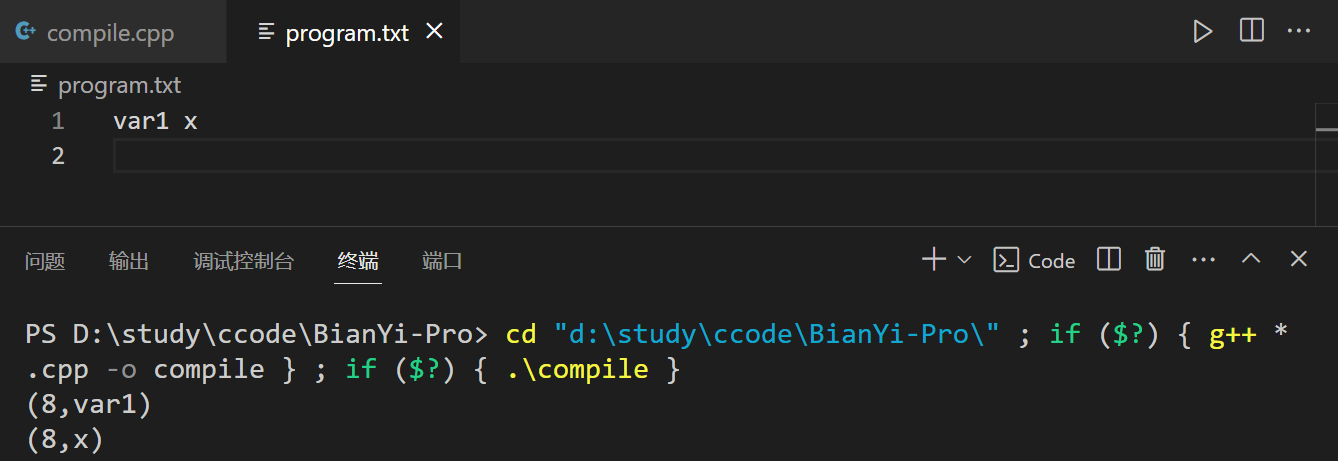 compile.cpp program.txt
program.txt
1 var1 x
2
问题 输出 调试控制台 终端 端口 Code
PS D:\study\ccode\BianYi-Pro> cd "d:\study\ccode\BianYi-Pro\" ; if ($?) { g++ *
.cpp -o compile } ; if ($?) { .\compile }
(8,var1)
(8,x)